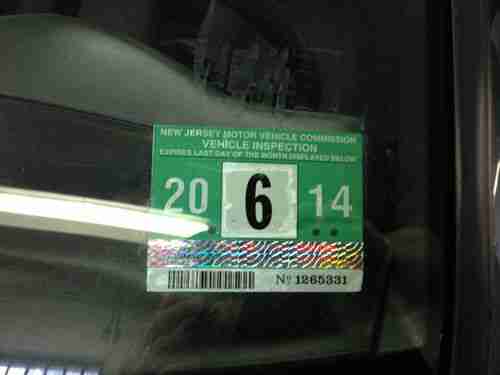 NEW JERSEY MOTOR VEHICLE COMMISSION
VEHICLE INSPECTION
EXPIRES LAST DAY OF THE MONTH DISPLAYED BELOW
20 6 14
Nº 1265331